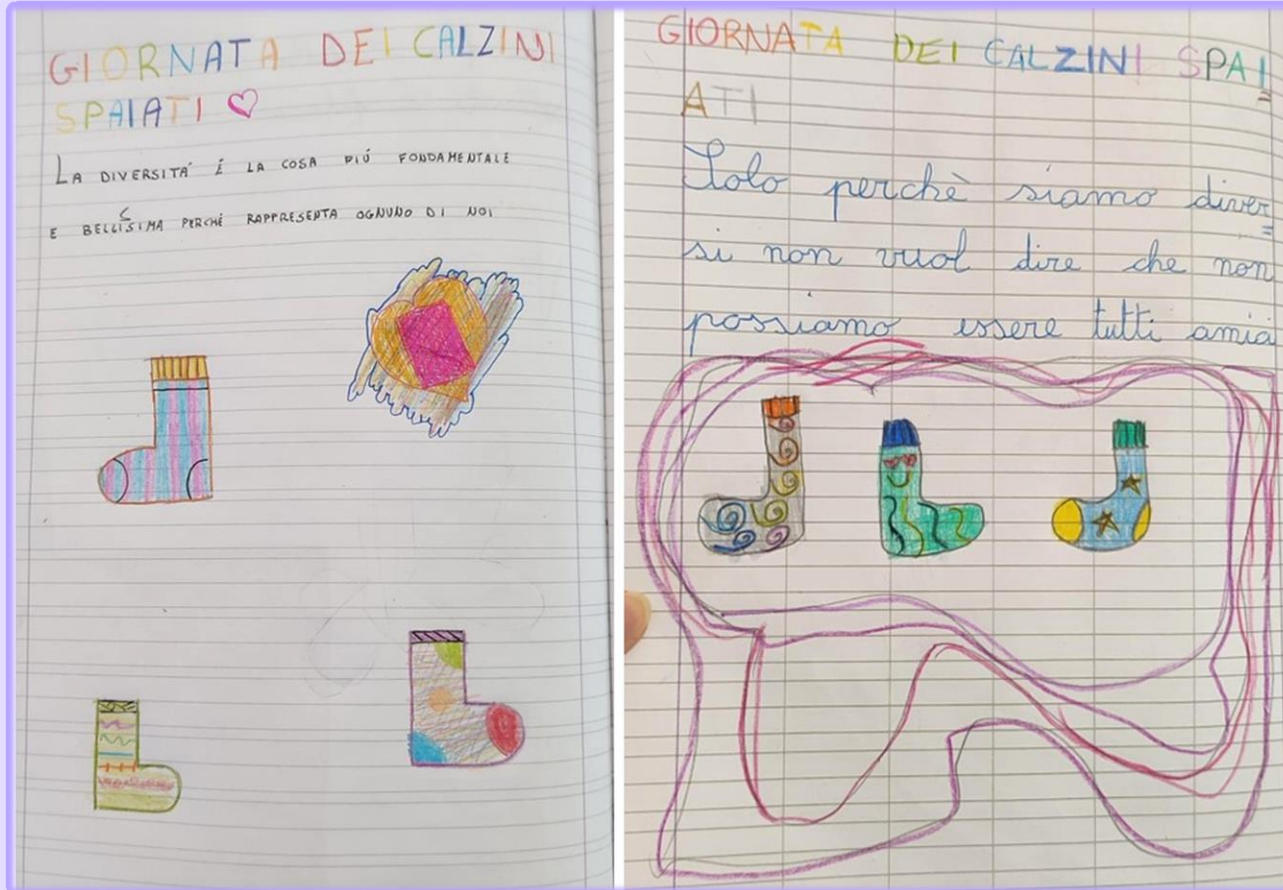 GIORNATA DEI CALZINI
SPAIATI
LA DIVERSITÁ É LA COSA PIÚ FONDAMENTALE
E BELLISSIMA PERCHÉ RAPPRESENTA OGNUNO DI NOI
GIORNATA DEI CALZINI SPAI
ATI
Solo perchè siamo diver
si non vuol dire che non
possiamo essere tutti amici